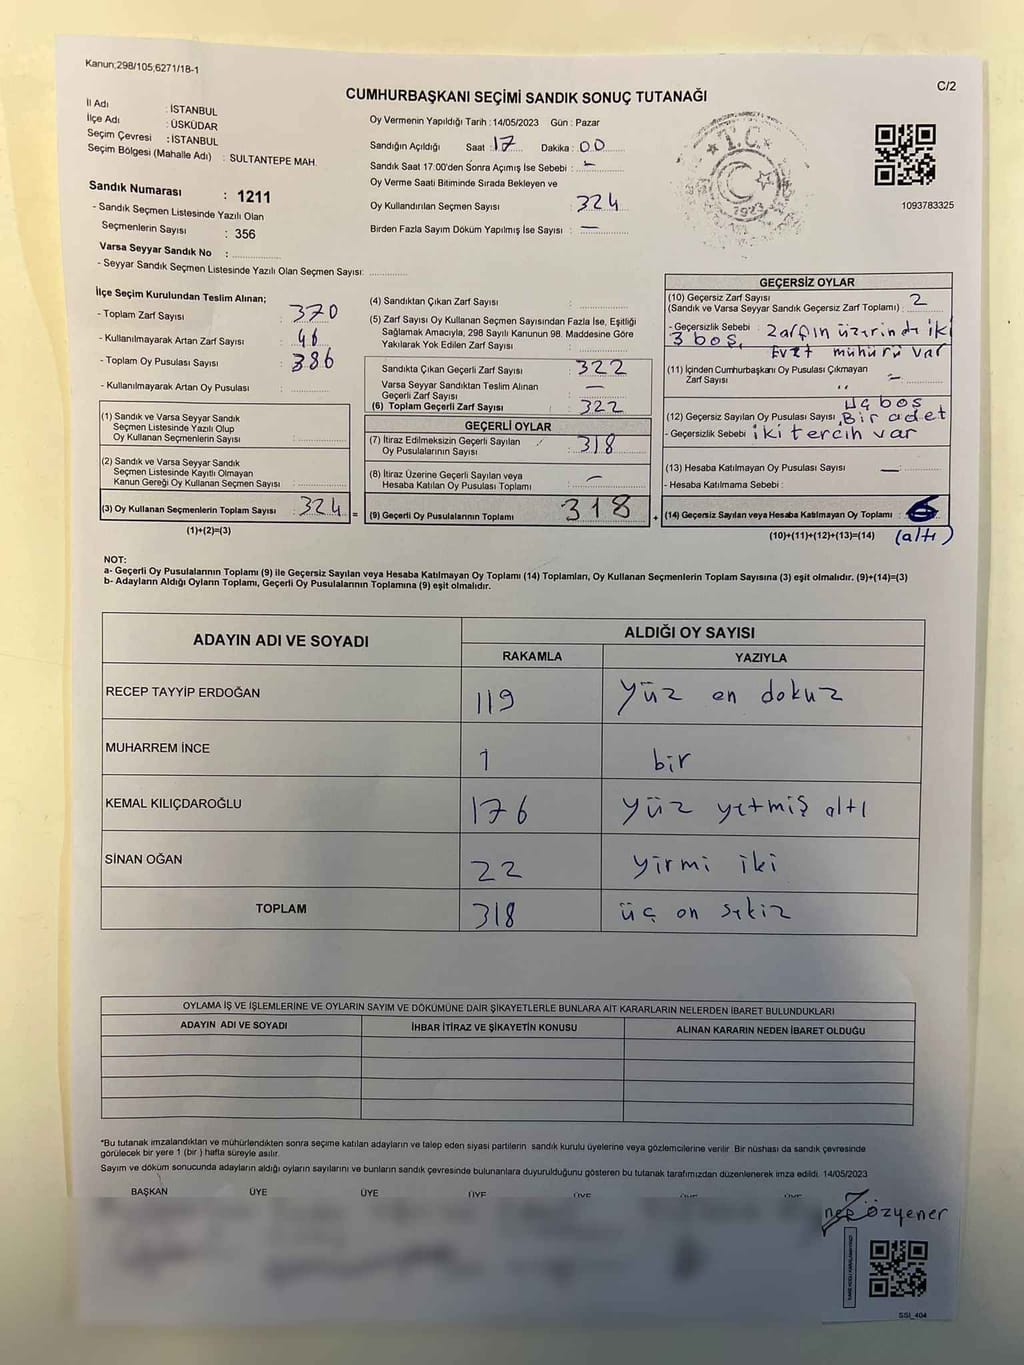 Kanun;298/105,6271/18-1
C/2
CUMHURBAŞKANI SEÇİMİ SANDIK SONUÇ TUTANAĞI
İl Adı : İSTANBUL
İlçe Adı : ÜSKÜDAR
Seçim Çevresi : İSTANBUL
Seçim Bölgesi (Mahalle Adı) : SULTANTEPE MAH.
Sandık Numarası : 1211
- Sandık Seçmen Listesinde Yazılı Olan
Seçmenlerin Sayısı : 356
Varsa Seyyar Sandık No :
- Seyyar Sandık Seçmen Listesinde Yazılı Olan Seçmen Sayısı:
Oy Vermenin Yapıldığı Tarih : 14/05/2023 Gün : Pazar
Sandığın Açıldığı Saat : 17 Dakika : 00
Sandık Saat 17:00'den Sonra Açımış İse Sebebi : -
Oy Verme Saati Bitiminde Sırada Bekleyen ve
Oy Kullandırılan Seçmen Sayısı : 324
Birden Fazla Sayım Döküm Yapılmış İse Sayısı : —
T.C.
1923
1093783325
İlçe Seçim Kurulundan Teslim Alınan;
- Toplam Zarf Sayısı : 370
- Kullanılmayarak Artan Zarf Sayısı : 46
- Toplam Oy Pusulası Sayısı : 386
- Kullanılmayarak Artan Oy Pusulası :
(1) Sandık ve Varsa Seyyar Sandık
Seçmen Listesinde Yazılı Olup
Oy Kullanan Seçmenlerin Sayısı :
(2) Sandık ve Varsa Seyyar Sandık
Seçmen Listesinde Kayıtlı Olmayan
Kanun Gereği Oy Kullanan Seçmen Sayısı :
(3) Oy Kullanan Seçmenlerin Toplam Sayısı : 324 =
(1)+(2)=(3)
(4) Sandıktan Çıkan Zarf Sayısı :
(5) Zarf Sayısı Oy Kullanan Seçmen Sayısından Fazla İse, Eşitliği
Sağlamak Amacıyla, 298 Sayılı Kanunun 98. Maddesine Göre
Yakılarak Yok Edilen Zarf Sayısı :
Sandıkta Çıkan Geçerli Zarf Sayısı : 322
Varsa Seyyar Sandıktan Teslim Alınan
Geçerli Zarf Sayısı : —
(6) Toplam Geçerli Zarf Sayısı : 322
GEÇERLİ OYLAR
(7) İtiraz Edilmeksizin Geçerli Sayılan
Oy Pusulalarının Sayısı : 318
(8) İtiraz Üzerine Geçerli Sayılan veya
Hesaba Katılan Oy Pusulası Toplamı : —
(9) Geçerli Oy Pusulalarının Toplamı : 318 +
GEÇERSİZ OYLAR
(10) Geçersiz Zarf Sayısı
(Sandık ve Varsa Seyyar Sandık Geçersiz Zarf Toplamı) : 2
- Geçersizlik Sebebi : zarfın üzerinde iki
3 boş, Evet mühürü var
(11) İçinden Cumhurbaşkanı Oy Pusulası Çıkmayan
Zarf Sayısı : —
üç boş
(12) Geçersiz Sayılan Oy Pusulası Sayısı : Bir adet
- Geçersizlik Sebebi : iki tercih var
(13) Hesaba Katılmayan Oy Pusulası Sayısı : —
- Hesaba Katılmama Sebebi :
(14) Geçersiz Sayılan veya Hesaba Katılmayan Oy Toplamı : 6
(10)+(11)+(12)+(13)=(14) (altı)
NOT:
a- Geçerli Oy Pusulalarının Toplamı (9) ile Geçersiz Sayılan veya Hesaba Katılmayan Oy Toplamı (14) Toplamları, Oy Kullanan Seçmenlerin Toplam Sayısına (3) eşit olmalıdır. (9)+(14)=(3)
b- Adayların Aldığı Oyların Toplamı, Geçerli Oy Pusulalarının Toplamına (9) eşit olmalıdır.
ADAYIN ADI VE SOYADI ALDIĞI OY SAYISI
RAKAMLA YAZIYLA
RECEP TAYYİP ERDOĞAN 119 yüz on dokuz
MUHARREM İNCE 1 bir
KEMAL KILIÇDAROĞLU 176 yüz yetmiş altı
SİNAN OĞAN 22 yirmi iki
TOPLAM 318 üç on sekiz
OYLAMA İŞ VE İŞLEMLERİNE VE OYLARIN SAYIM VE DÖKÜMÜNE DAİR ŞİKAYETLERLE BUNLARA AİT KARARLARIN NELERDEN İBARET BULUNDUKLARI
ADAYIN ADI VE SOYADI İHBAR İTİRAZ VE ŞİKAYETİN KONUSU ALINAN KARARIN NEDEN İBARET OLDUĞU
*Bu tutanak imzalandıktan ve mühürlendikten sonra seçime katılan adayların ve talep eden siyasi partilerin sandık kurulu üyelerine veya gözlemcilerine verilir. Bir nüshası da sandık çevresinde
görülecek bir yere 1 (bir ) hafta süreyle asılır.
Sayım ve döküm sonucunda adayların aldığı oyların sayılarını ve bunların sandık çevresinde bulunanlara duyurulduğunu gösteren bu tutanak tarafımızdan düzenlenerek imza edildi. 14/05/2023
BAŞKAN ÜYE ÜYE ÜYE ÜYE ÜYE ÜYE
özyener
SSI_404